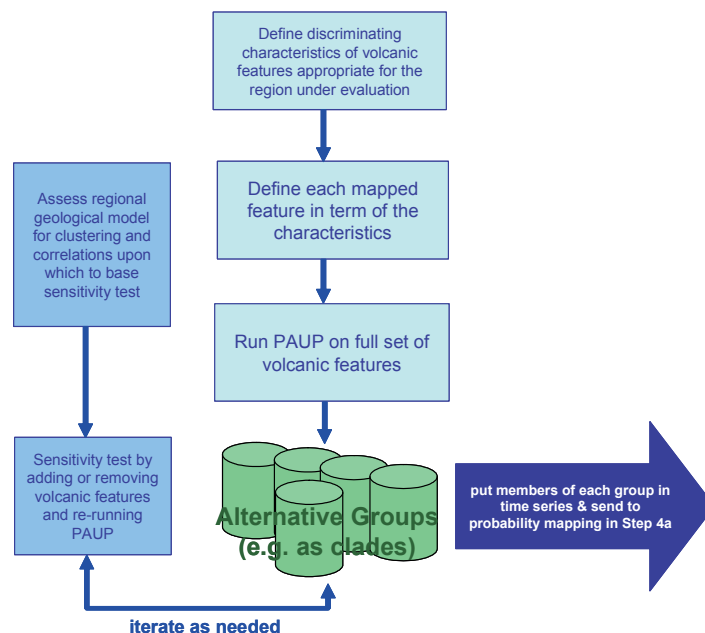 Define discriminating
characteristics of volcanic
features appropriate for the
region under evaluation
Define each mapped
feature in term of the
characteristics
Assess regional
geological model
for clustering and
correlations upon
which to base
sensitivity test
Run PAUP on full set of
volcanic features
Sensitivity test by
adding or removing
volcanic features
and re-running
PAUP
Alternative Groups
(e.g. as clades)
put members of each group in
time series & send to
probability mapping in Step 4a
iterate as needed